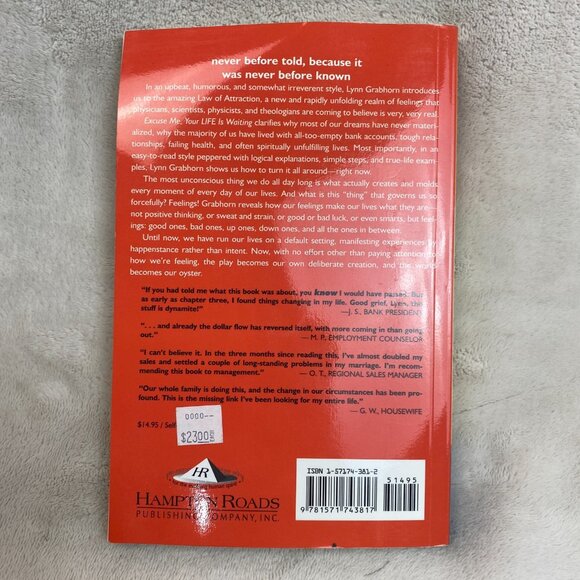 never before told, because it
was never before known
In an upbeat, humorous, and somewhat irreverent style, Lynn Grabhorn introduces
us to the amazing Law of Attraction, a new and rapidly unfolding realm of feelings that
physicians, scientists, physicists, and theologians are coming to believe is very, very real.
Excuse Me, Your LIFE Is Waiting clarifies why most of our dreams have never materi-
alized, why the majority of us have lived with all-too-empty bank accounts, tough rela-
tionships, failing health, and often spiritually unfulfilling lives. Most importantly, in an
easy-to-read style peppered with logical explanations, simple steps, and true-life exam-
ples, Lynn Grabhorn shows us how to turn it all around—right now.
The most unconscious thing we do all day long is what actually creates and molds
every moment of every day of our lives. And what is this "thing" that governs us so
forcefully? Feelings! Grabhorn reveals how our feelings make our lives what they are—
not positive thinking, or sweat and strain, or good or bad luck, or even smarts, but feel-
ings: good ones, bad ones, up ones, down ones, and all the ones in between.
Until now, we have run our lives on a default setting, manifesting experiences by
happenstance rather than intent. Now, with no effort other than paying attention to
how we're feeling, the play becomes our own deliberate creation, and the world
becomes our oyster.
"If you had told me what this book was about, you know I would have passed. But
as early as chapter three, I found things changing in my life. Good grief, Lynn, this
stuff is dynamite!"
—J. S., BANK PRESIDENT
". . . and already the dollar flow has reversed itself, with more coming in than going
out."
— M. P., EMPLOYMENT COUNSELOR
"I can't believe it. In the three months since reading this, I've almost doubled my
sales and settled a couple of long-standing problems in my marriage. I'm recom-
mending this book to management."
— O. T., REGIONAL SALES MANAGER
"Our whole family is doing this, and the change in our circumstances has been pro-
found. This is the missing link I've been looking for my entire life."
— G. W., HOUSEWIFE
0000--
$23.00
$14.95 / Self
HR
for the evolving human spirit
HAMPTON ROADS
PUBLISHING COMPANY, INC.
ISBN 1-57174-381-2
51495
9 781571 743817